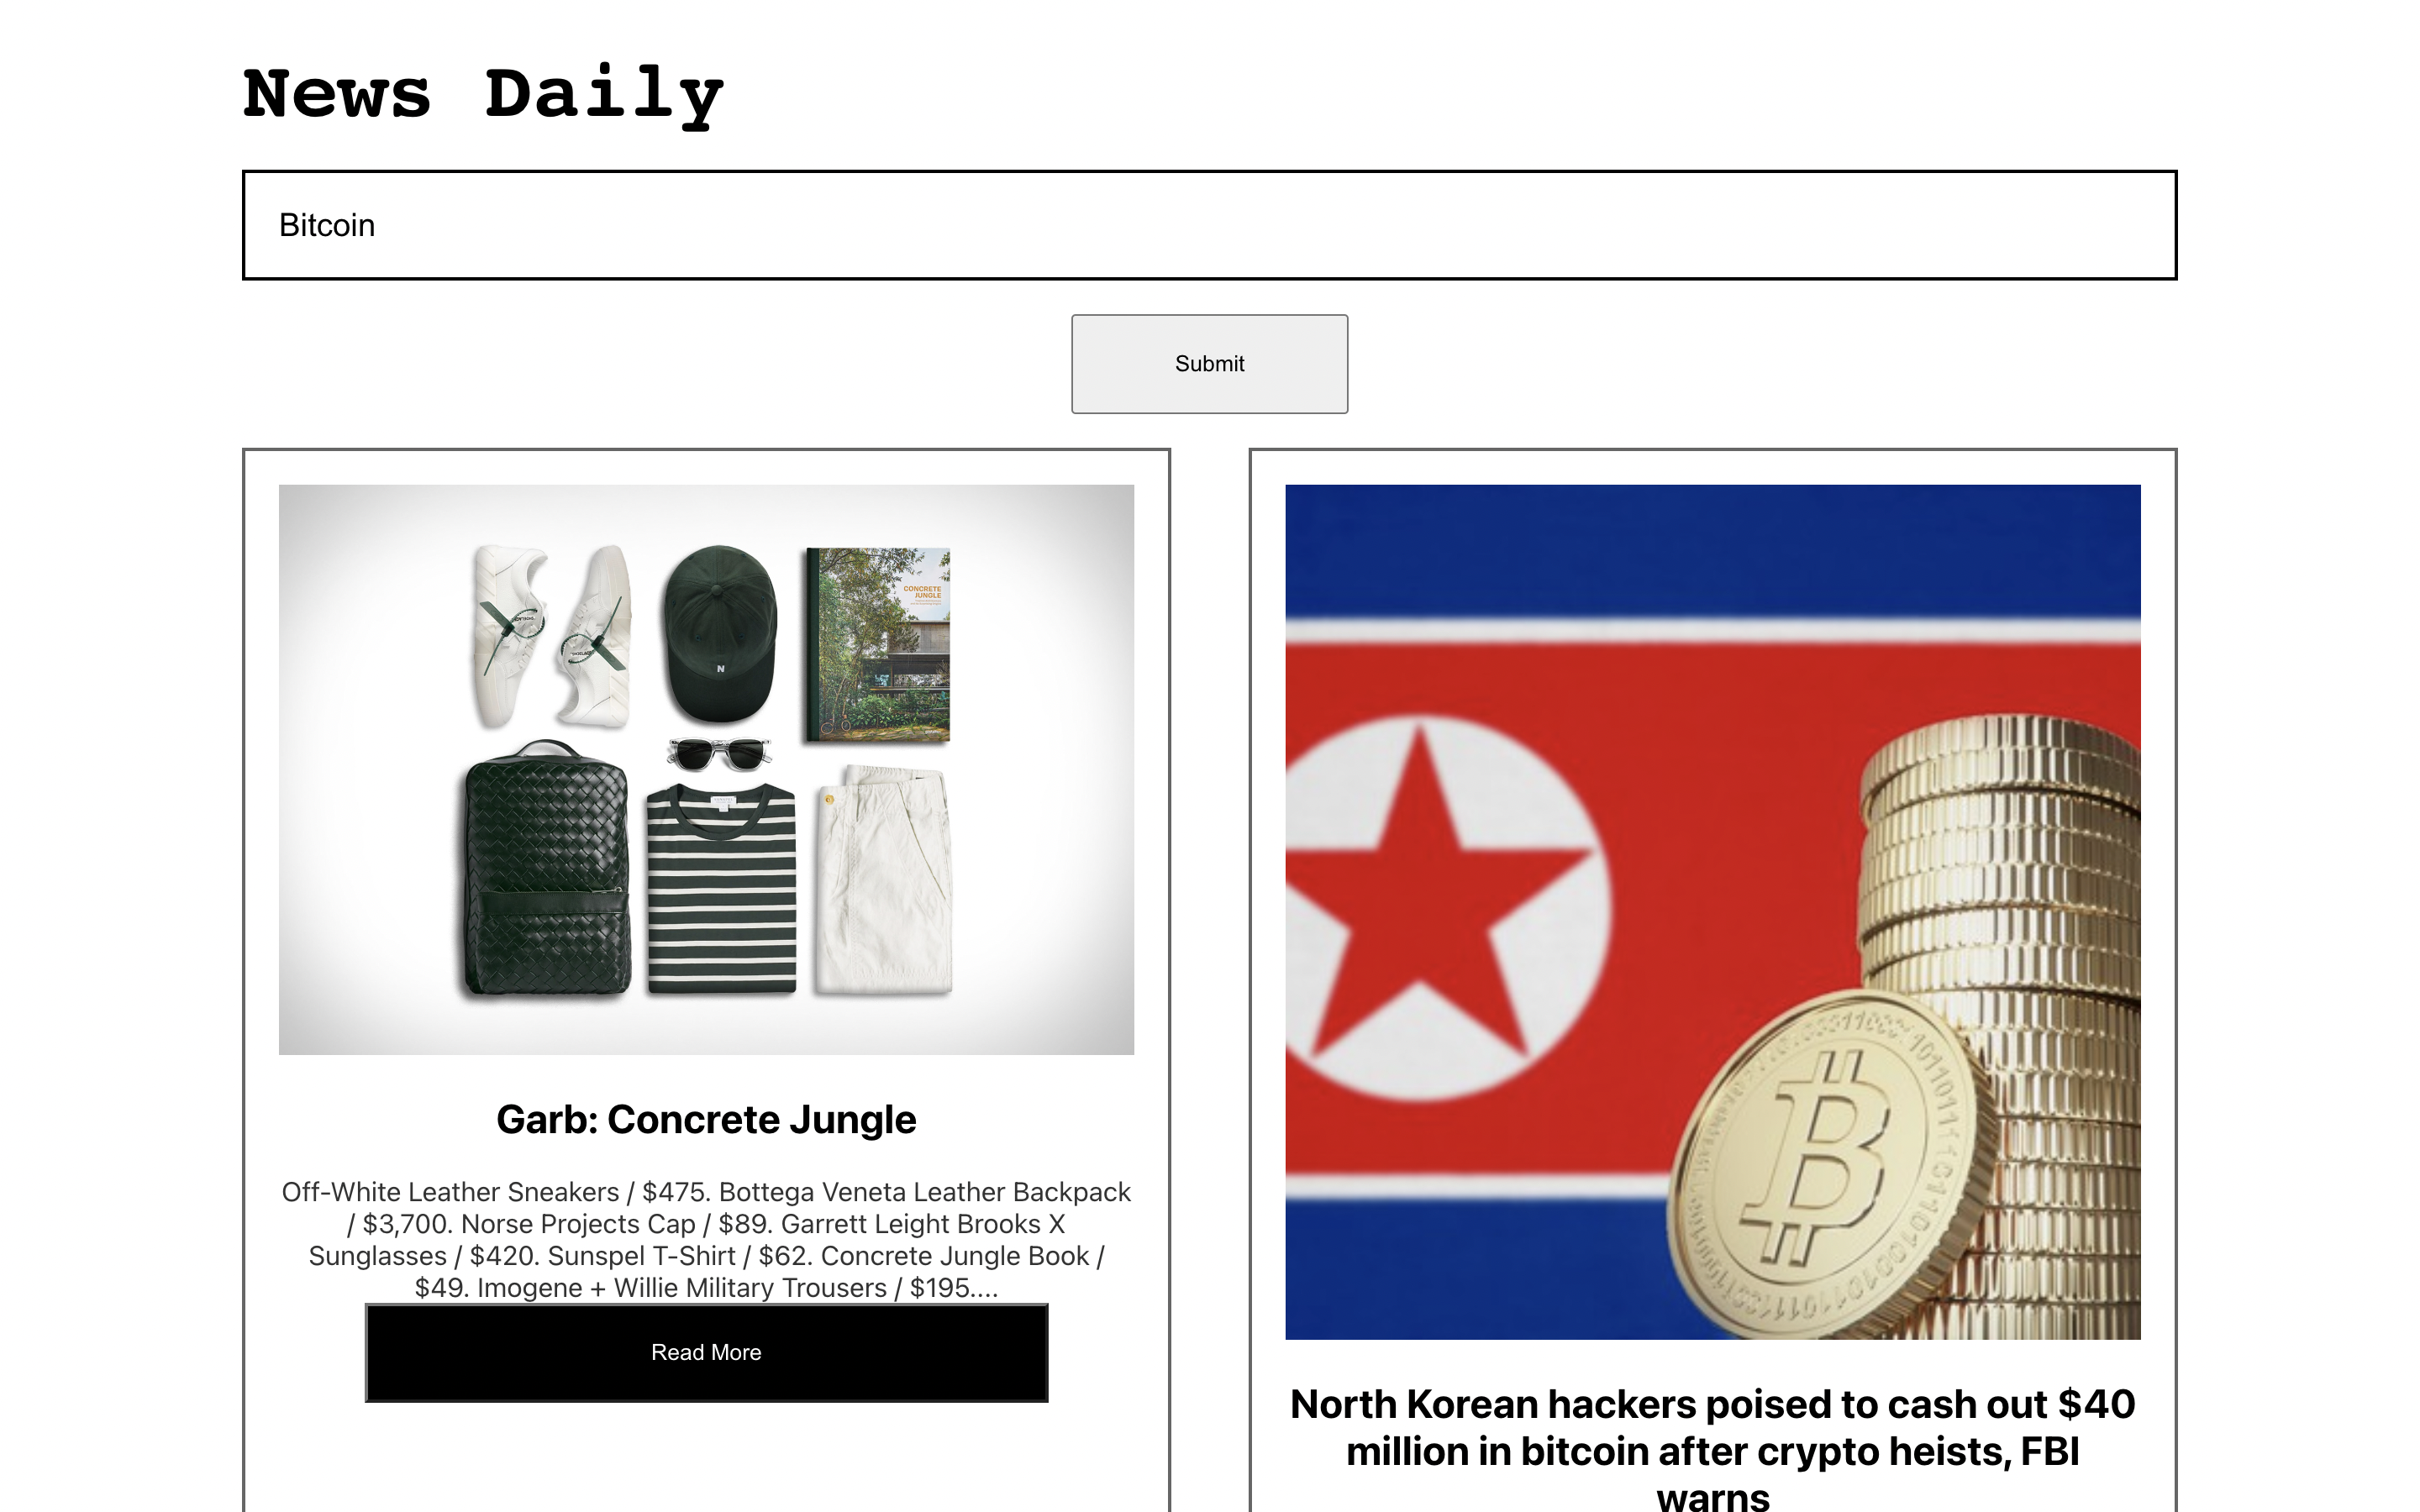 News Daily
Bitcoin
Submit
N
CONCRETE
JUNGLE
Garb: Concrete Jungle
Off-White Leather Sneakers / $475. Bottega Veneta Leather Backpack
/ $3,700. Norse Projects Cap / $89. Garrett Leight Brooks X
Sunglasses / $420. Sunspel T-Shirt / $62. Concrete Jungle Book /
$49. Imogene + Willie Military Trousers / $195....
Read More
North Korean hackers poised to cash out $40
million in bitcoin after crypto heists, FBI
warns